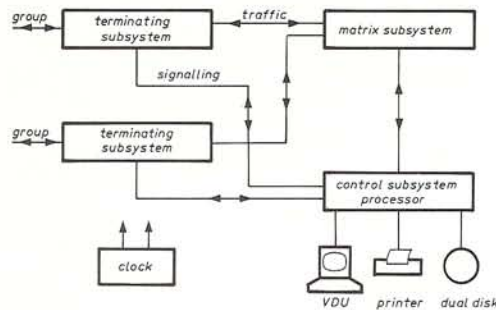 group
terminating
subsystem
traffic
matrix subsystem
signalling
group
terminating
subsystem
control subsystem
processor
clock
VDU
printer
dual disk